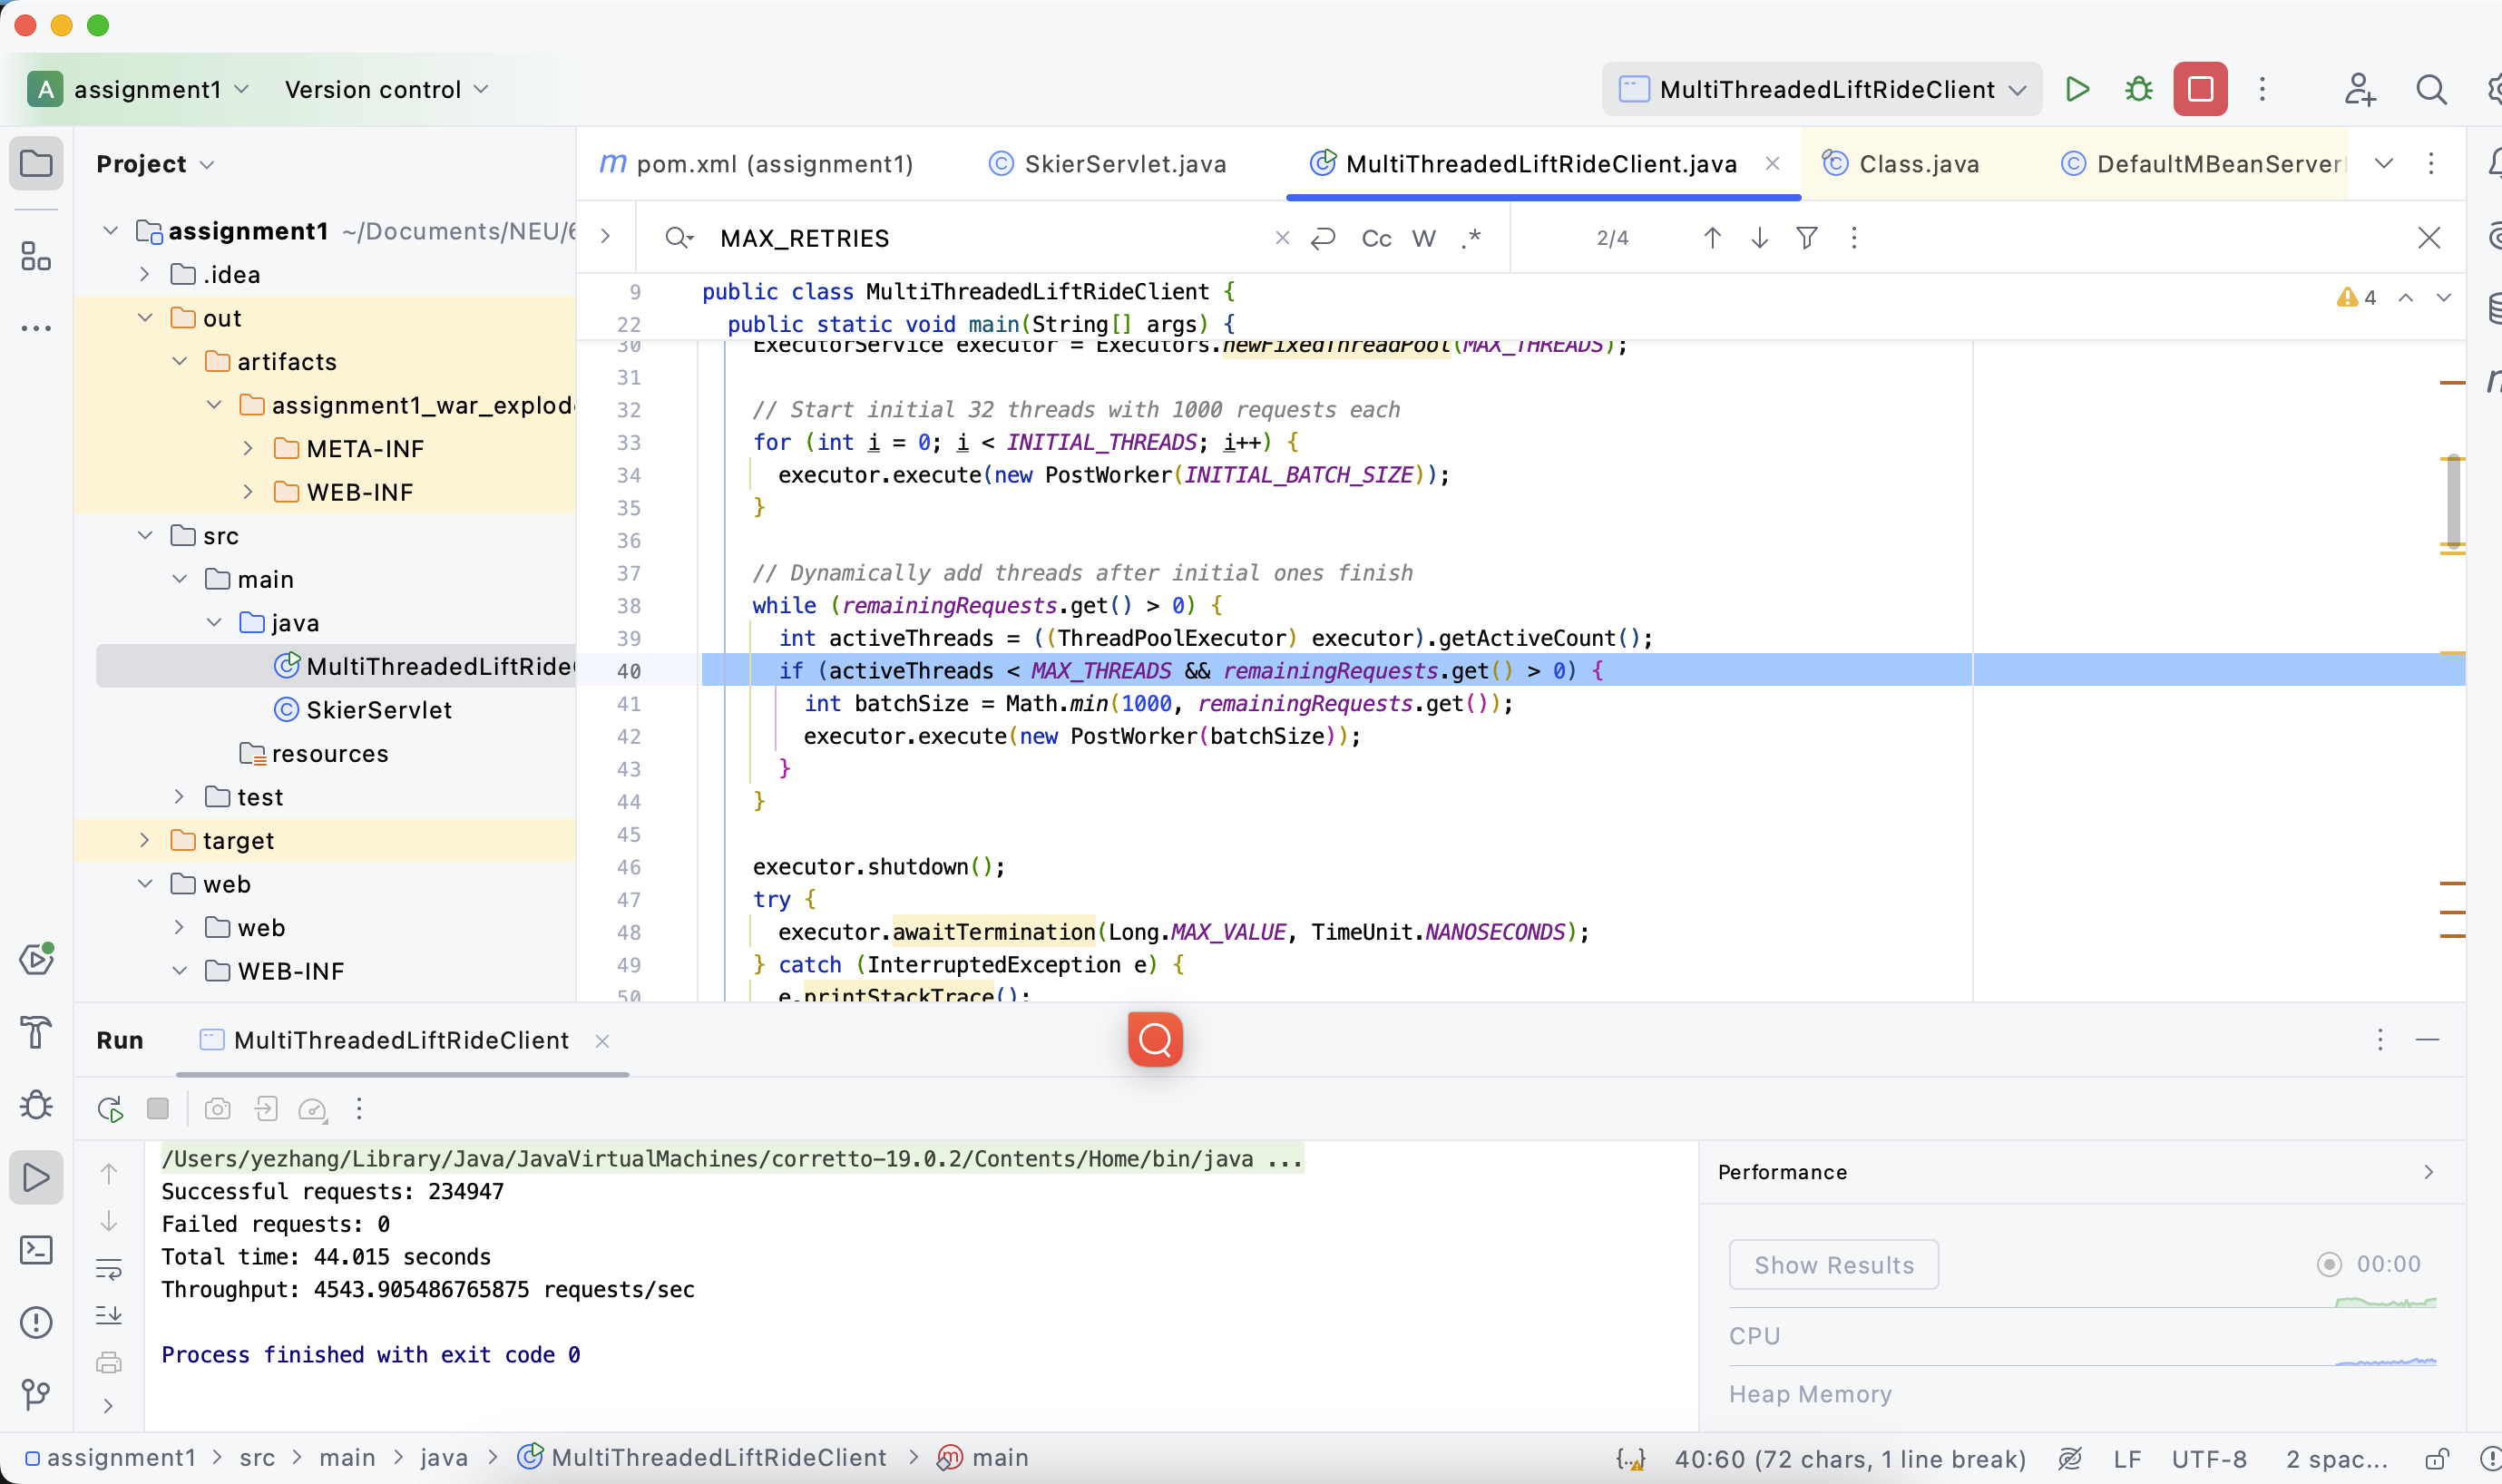 A assignment1 Version control MultiThreadedLiftRideClient
Project
pom.xml (assignment1) SkierServlet.java MultiThreadedLiftRideClient.java Class.java DefaultMBeanServer
assignment1 ~/Documents/NEU/6
.idea
out
artifacts
assignment1_war_explod
META-INF
WEB-INF
src
main
java
MultiThreadedLiftRide
SkierServlet
resources
test
target
web
web
WEB-INF
MAX_RETRIES Cc W .* 2/4
4
9 public class MultiThreadedLiftRideClient {
22 public static void main(String[] args) {
30 ExecutorService executor = Executors.newFixedThreadPool(MAX_THREADS);
31
32 // Start initial 32 threads with 1000 requests each
33 for (int i = 0; i < INITIAL_THREADS; i++) {
34 executor.execute(new PostWorker(INITIAL_BATCH_SIZE));
35 }
36
37 // Dynamically add threads after initial ones finish
38 while (remainingRequests.get() > 0) {
39 int activeThreads = ((ThreadPoolExecutor) executor).getActiveCount();
40 if (activeThreads < MAX_THREADS && remainingRequests.get() > 0) {
41 int batchSize = Math.min(1000, remainingRequests.get());
42 executor.execute(new PostWorker(batchSize));
43 }
44 }
45
46 executor.shutdown();
47 try {
48 executor.awaitTermination(Long.MAX_VALUE, TimeUnit.NANOSECONDS);
49 } catch (InterruptedException e) {
50 e.printStackTrace();
Run MultiThreadedLiftRideClient
/Users/yezhang/Library/Java/JavaVirtualMachines/corretto-19.0.2/Contents/Home/bin/java ...
Successful requests: 234947
Failed requests: 0
Total time: 44.015 seconds
Throughput: 4543.905486765875 requests/sec
Process finished with exit code 0
Performance
Show Results 00:00
CPU
Heap Memory
assignment1 > src > main > java > MultiThreadedLiftRideClient > main 40:60 (72 chars, 1 line break) LF UTF-8 2 spac...